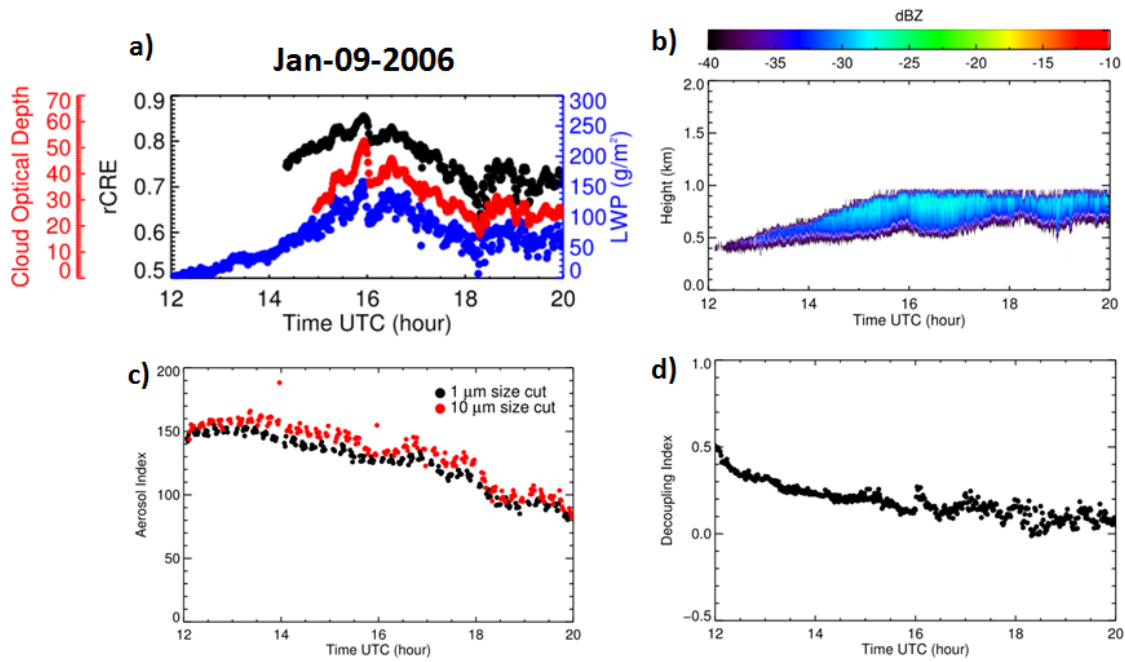 a)
Jan-09-2006
Cloud Optical Depth
70
60
50
40
30
20
10
0
rCRE
0.9
0.8
0.7
0.6
0.5
300
250
200
150
100
50
0
LWP (g/m²)
12 14 16 18 20
Time UTC (hour)
b)
dBZ
-40 -35 -30 -25 -20 -15 -10
Height (km)
2.0
1.5
1.0
0.5
0.0
12 14 16 18 20
Time UTC (hour)
c)
1 μm size cut
10 μm size cut
Aerosol Index
200
150
100
50
0
12 14 16 18 20
Time UTC (hour)
d)
Decoupling Index
1.0
0.5
0.0
−0.5
12 14 16 18 20
Time UTC (hour)